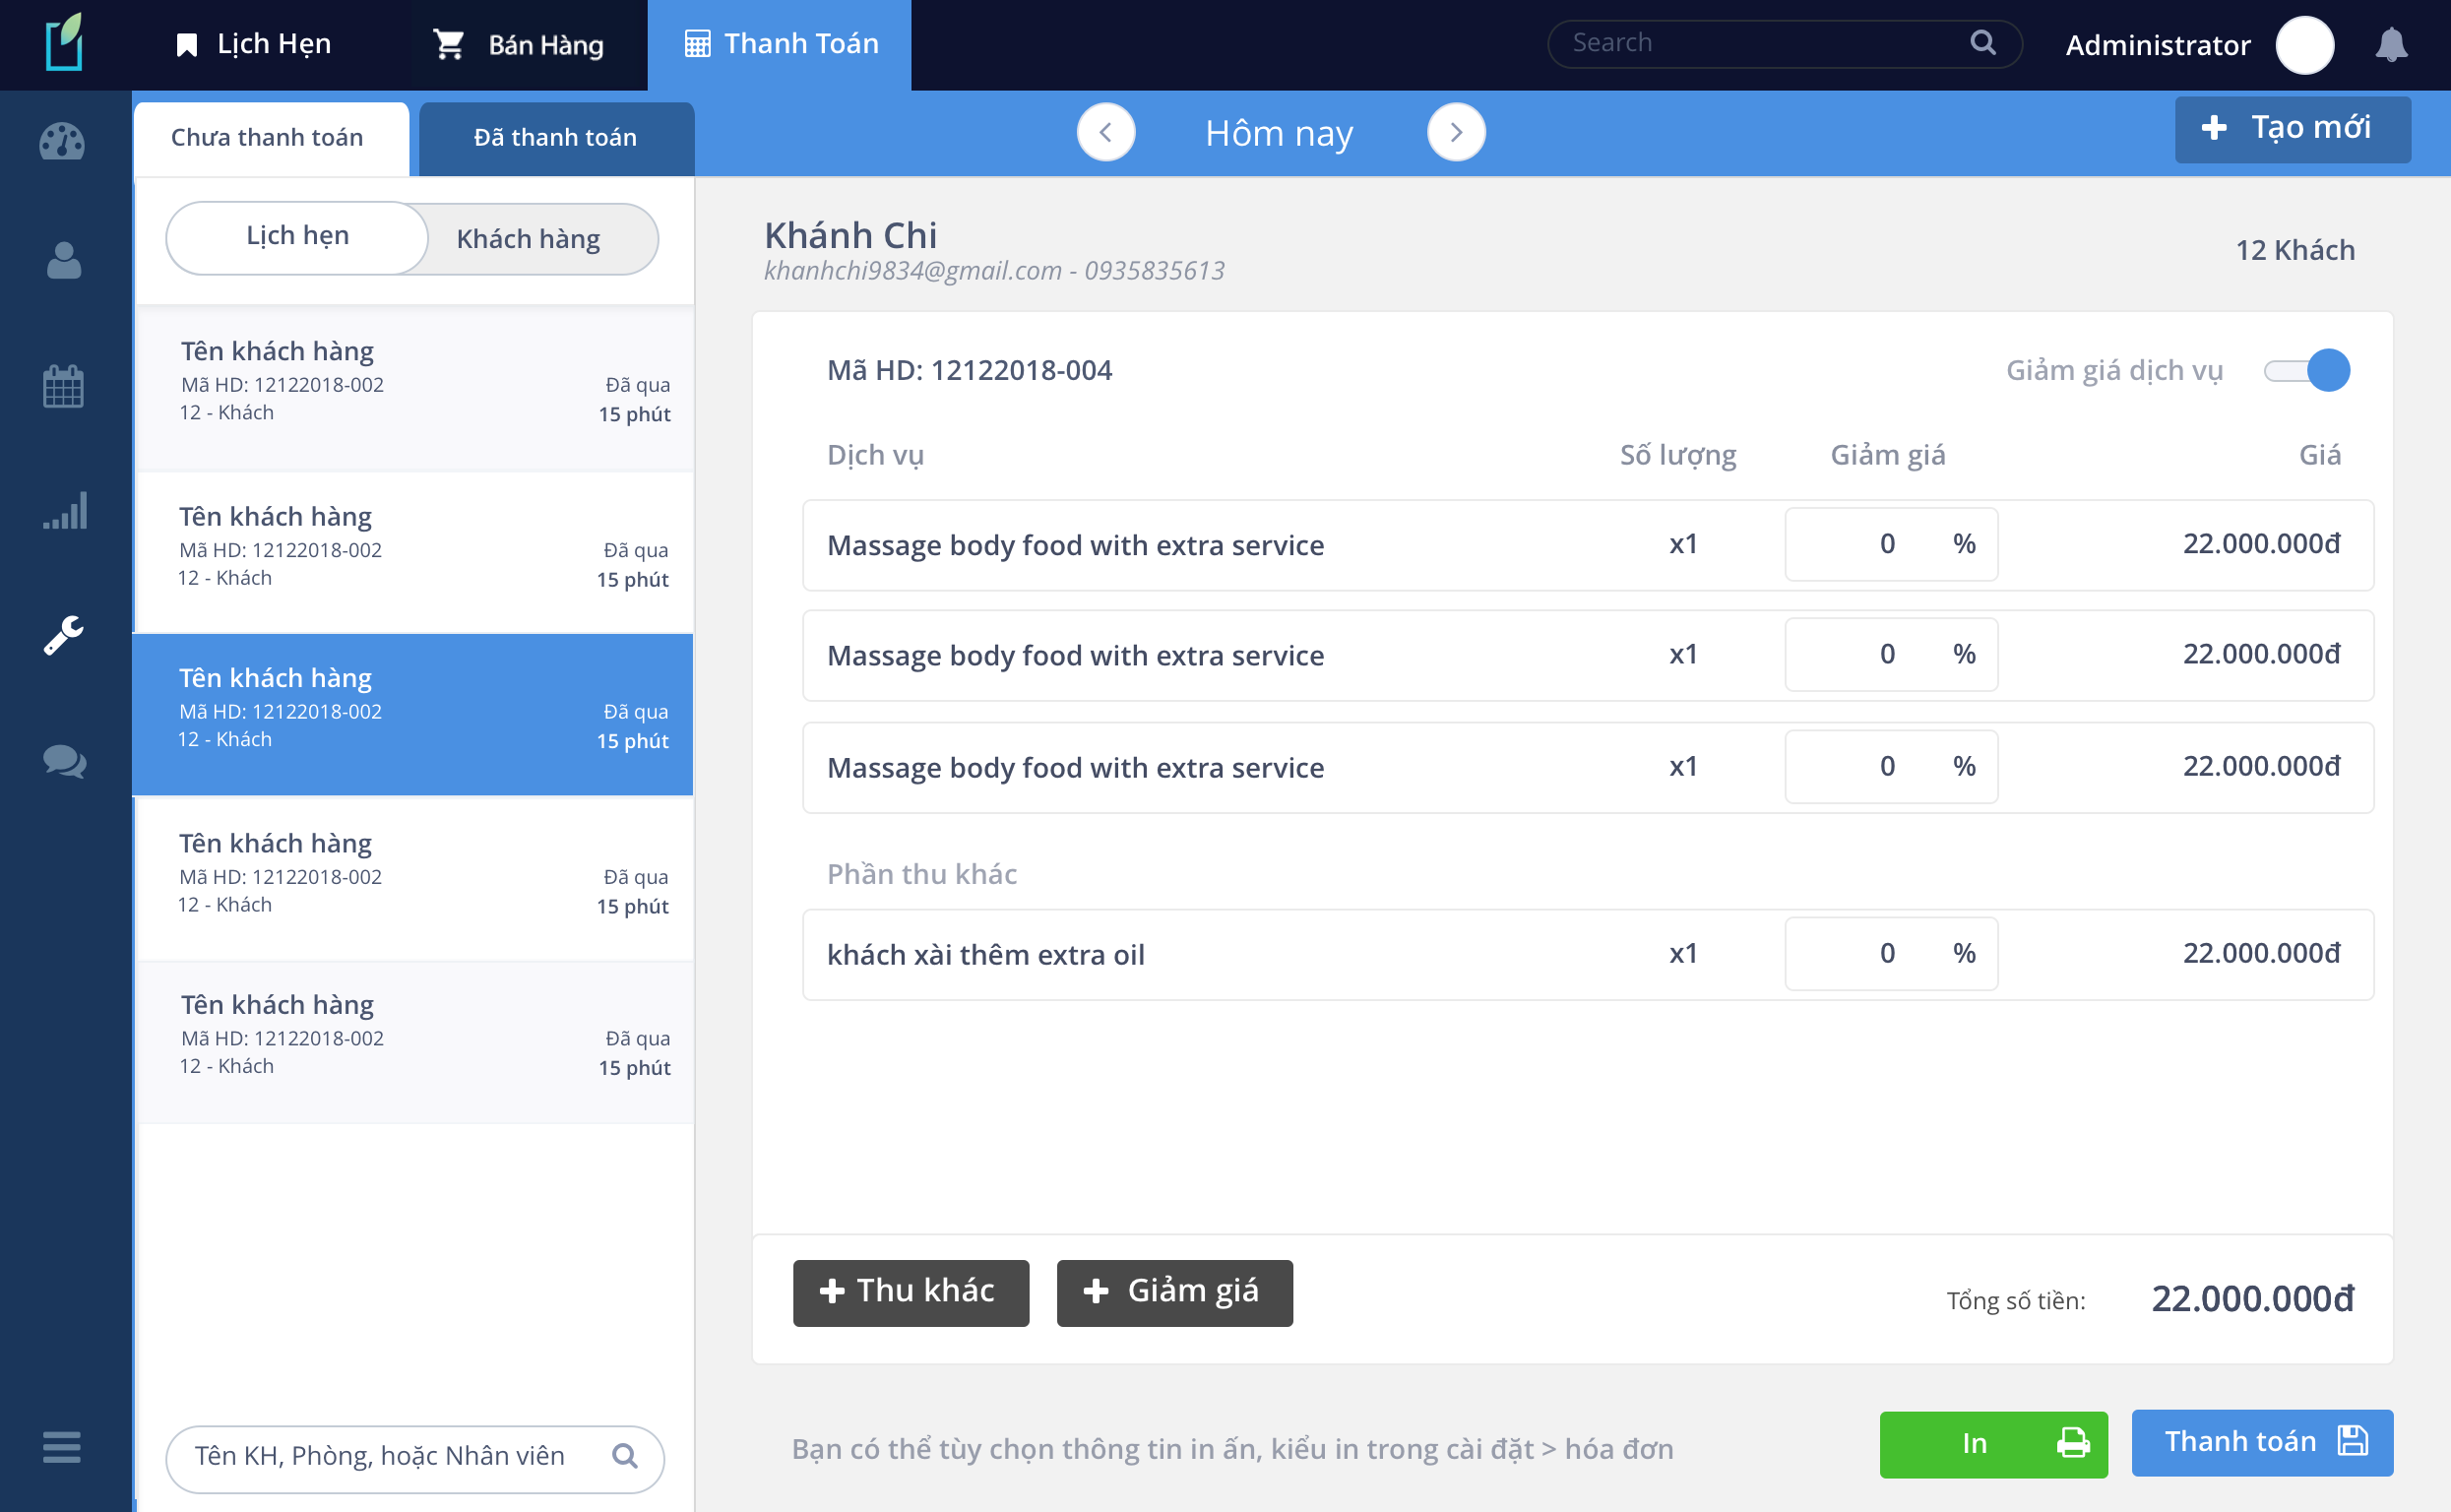 Lịch Hẹn
Bán Hàng
Thanh Toán
Search
Administrator
Chưa thanh toán
Đã thanh toán
Hôm nay
Tạo mới
Lịch hẹn
Khách hàng
Tên khách hàng
Mã HD: 12122018-002
Đã qua
12 - Khách
15 phút
Tên khách hàng
Mã HD: 12122018-002
Đã qua
12 - Khách
15 phút
Tên khách hàng
Mã HD: 12122018-002
Đã qua
12 - Khách
15 phút
Tên khách hàng
Mã HD: 12122018-002
Đã qua
12 - Khách
15 phút
Tên khách hàng
Mã HD: 12122018-002
Đã qua
12 - Khách
15 phút
Tên KH, Phòng, hoặc Nhân viên
Khánh Chi
khanhchi9834@gmail.com - 0935835613
12 Khách
Mã HD: 12122018-004
Giảm giá dịch vụ
Dịch vụ Số lượng Giảm giá Giá
Massage body food with extra service x1 0 % 22.000.000đ
Massage body food with extra service x1 0 % 22.000.000đ
Massage body food with extra service x1 0 % 22.000.000đ
Phần thu khác
khách xài thêm extra oil x1 0 % 22.000.000đ
Thu khác
Giảm giá
Tổng số tiền: 22.000.000đ
Bạn có thể tùy chọn thông tin in ấn, kiểu in trong cài đặt > hóa đơn
In
Thanh toán